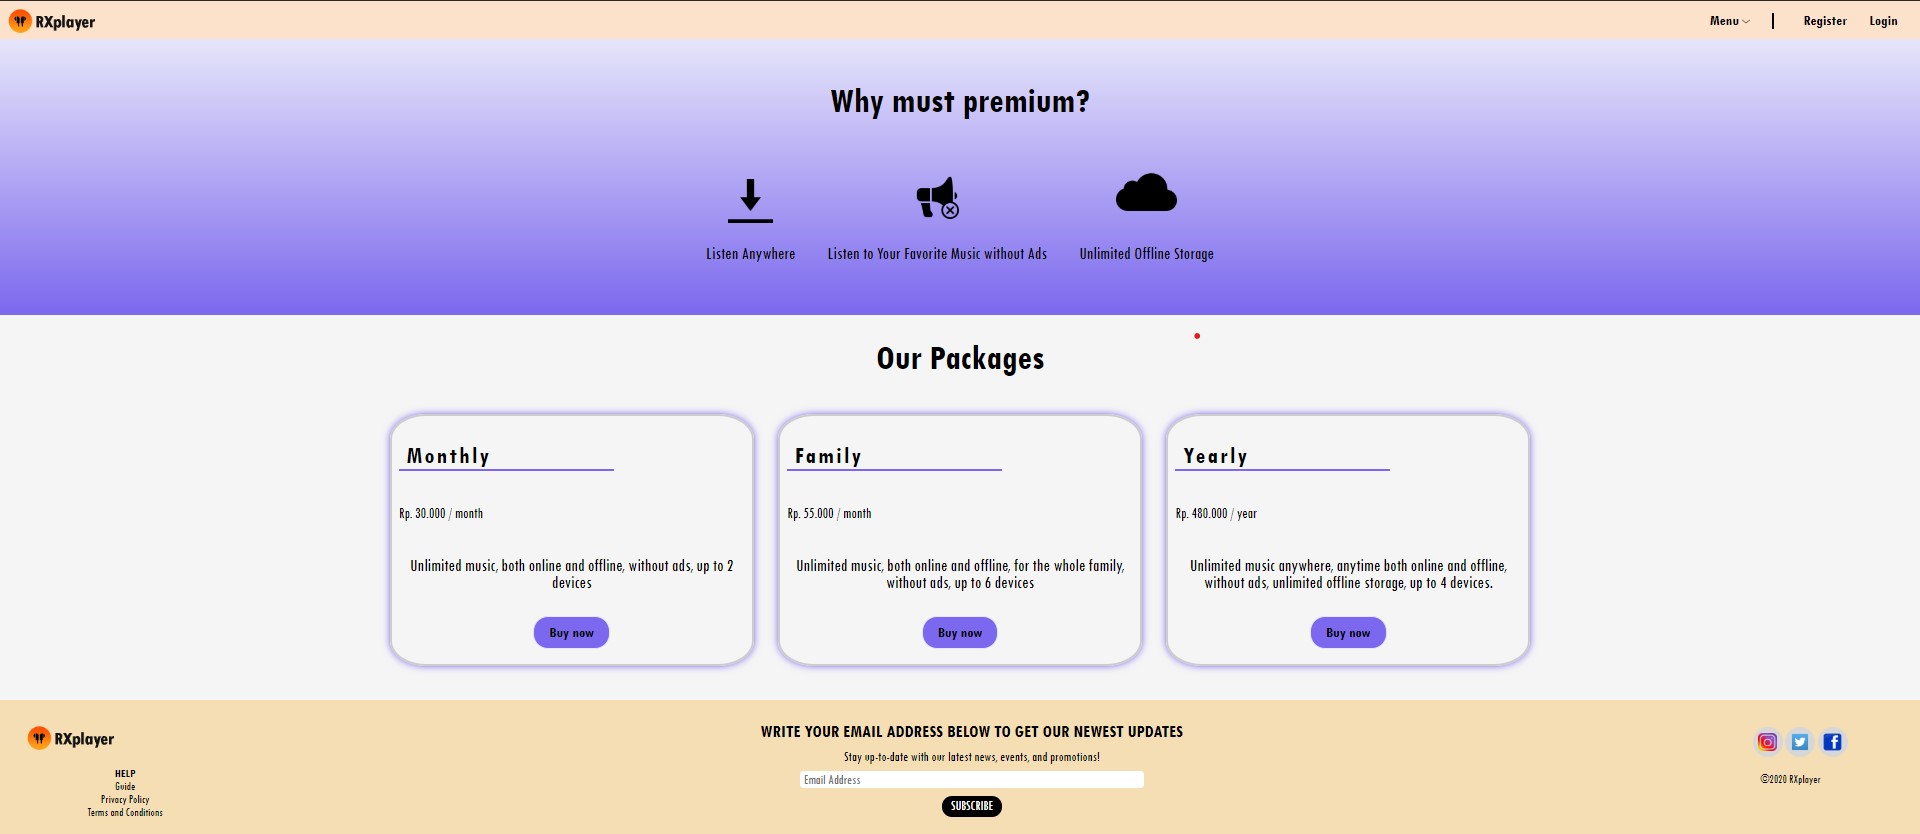 RXplayer
Menu
Register
Login
Why must premium?
Listen Anywhere
Listen to Your Favorite Music without Ads
Unlimited Offline Storage
Our Packages
Monthly
Rp. 30.000 / month
Unlimited music, both online and offline, without ads, up to 2
devices
Buy now
Family
Rp. 55.000 / month
Unlimited music, both online and offline, for the whole family,
without ads, up to 6 devices
Buy now
Yearly
Rp. 480.000 / year
Unlimited music anywhere, anytime both online and offline,
without ads, unlimited offline storage, up to 4 devices.
Buy now
RXplayer
HELP
Guide
Privacy Policy
Terms and Conditions
WRITE YOUR EMAIL ADDRESS BELOW TO GET OUR NEWEST UPDATES
Stay up-to-date with our latest news, events, and promotions!
Email Address
SUBSCRIBE
©2020 RXplayer